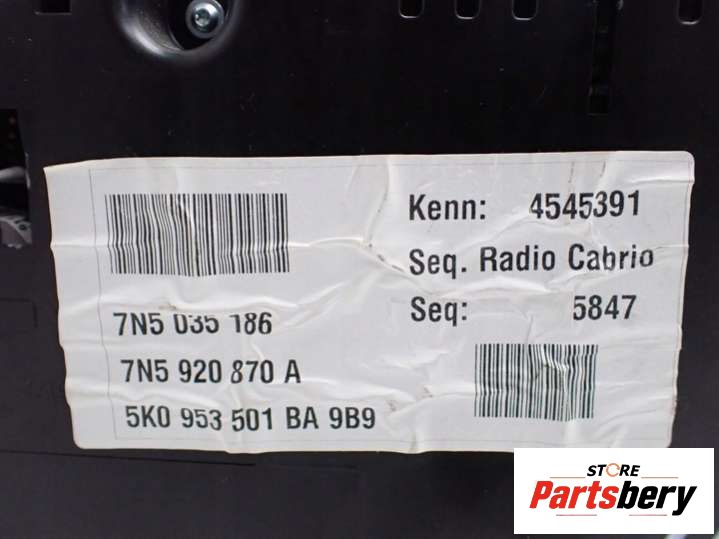 Kenn: 4545391
Seq. Radio Cabrio
Seq: 5847
7N5 035 186
7N5 920 870 A
5K0 953 501 BA 9B9
STORE
Partsbery